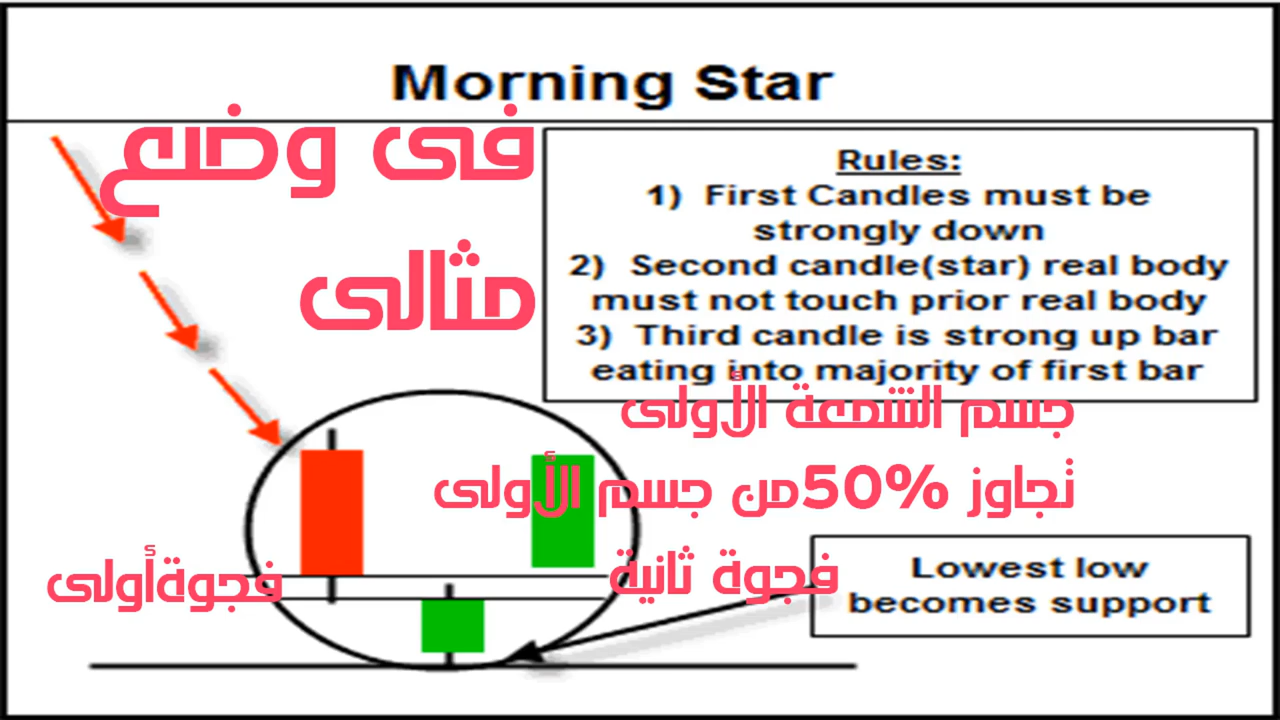 Morning Star
فى وضع
مثالى
Rules:
1) First Candles must be
strongly down
2) Second candle(star) real body
must not touch prior real body
3) Third candle is strong up bar
eating into majority of first bar
جسم الشمعة الأولى
تجاوز 50%من جسم الأولى
فجوة ثانية
فجوةأولى
Lowest low
becomes support